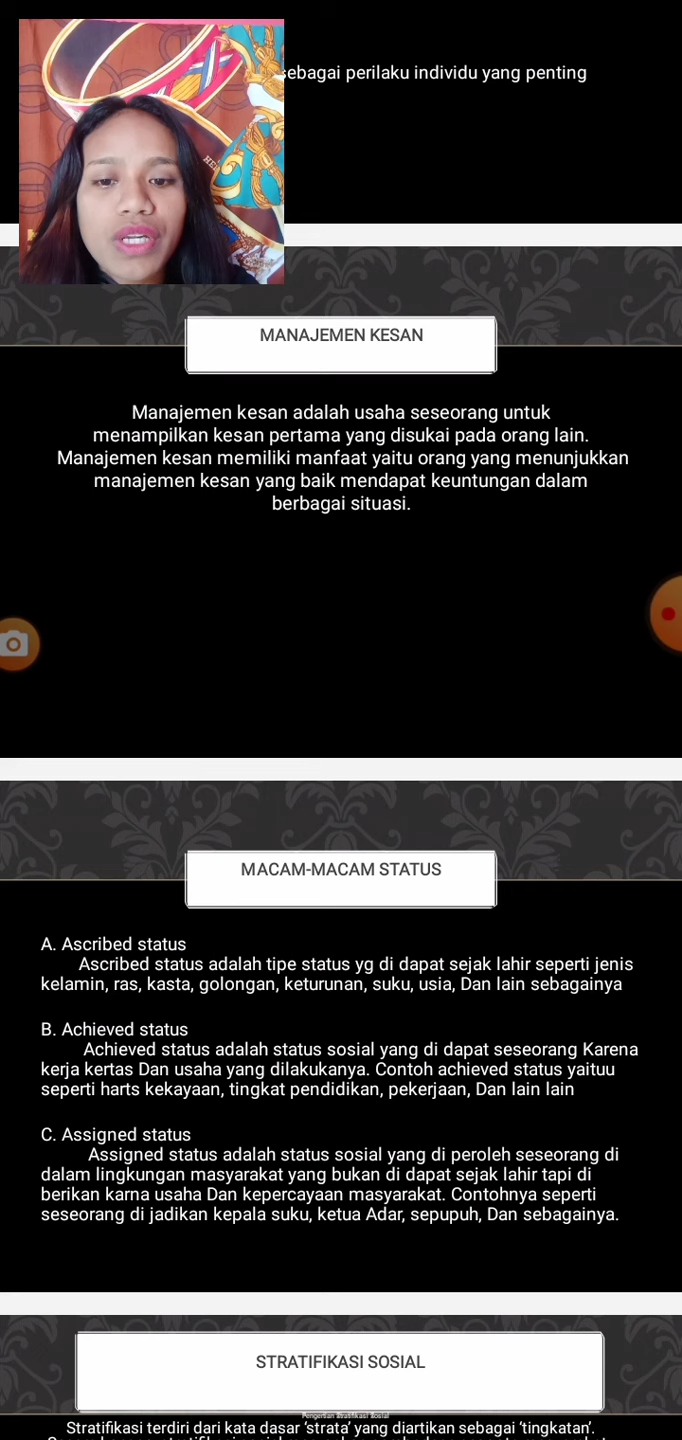 sebagai perilaku individu yang penting
MANAJEMEN KESAN
Manajemen kesan adalah usaha seseorang untuk
menampilkan kesan pertama yang disukai pada orang lain.
Manajemen kesan memiliki manfaat yaitu orang yang menunjukkan
manajemen kesan yang baik mendapat keuntungan dalam
berbagai situasi.
MACAM-MACAM STATUS
A. Ascribed status
Ascribed status adalah tipe status yg di dapat sejak lahir seperti jenis
kelamin, ras, kasta, golongan, keturunan, suku, usia, Dan lain sebagainya
B. Achieved status
Achieved status adalah status sosial yang di dapat seseorang Karena
kerja kertas Dan usaha yang dilakukanya. Contoh achieved status yaituu
seperti harts kekayaan, tingkat pendidikan, pekerjaan, Dan lain lain
C. Assigned status
Assigned status adalah status sosial yang di peroleh seseorang di
dalam lingkungan masyarakat yang bukan di dapat sejak lahir tapi di
berikan karna usaha Dan kepercayaan masyarakat. Contohnya seperti
seseorang di jadikan kepala suku, ketua Adar, sepupuh, Dan sebagainya.
STRATIFIKASI SOSIAL
Pengertian Stratifikasi Sosial
Stratifikasi terdiri dari kata dasar ‘strata’ yang diartikan sebagai ‘tingkatan’.